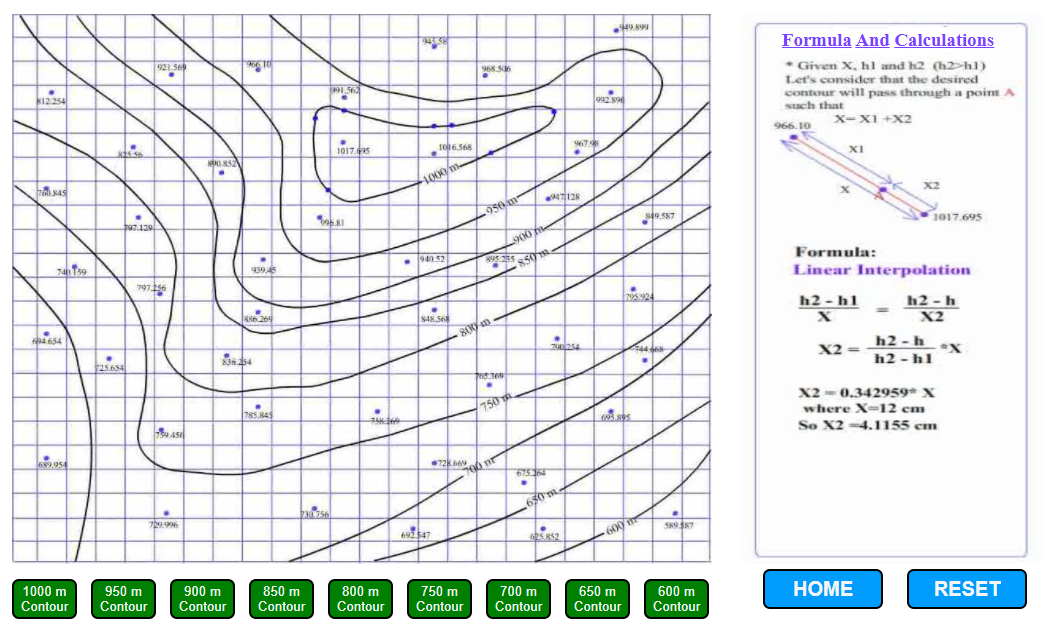 949.899
945.58
966.10
921.569
968.506
991.562
992.896
812.254
1017.695
1016.568
967.98
875.56
890.852
1000 m
760.845
947.128
950 m
996.81
849.587
797.129
900 m
740.159
939.45
940.52
895.235
850 m
797.256
795.924
886.269
848.568
800 m
694.654
790.254
744.668
725.654
836.254
765.369
750 m
785.845
758.269
695.895
759.456
689.954
728.669
700 m
675.264
650 m
729.996
730.756
692.547
625.852
600 m
589.587
Formula And Calculations
* Given X, h1 and h2 (h2>h1)
Let's consider that the desired
contour will pass through a point A
such that
X= X1 +X2
966.10
X1
X
A
X2
1017.695
Formula:
Linear Interpolation
h2 - h1 = h2 - h
X X2
X2 = h2 - h *X
h2 - h1
X2 = 0.342959* X
where X=12 cm
So X2 =4.1155 cm
1000 m
Contour
950 m
Contour
900 m
Contour
850 m
Contour
800 m
Contour
750 m
Contour
700 m
Contour
650 m
Contour
600 m
Contour
HOME
RESET